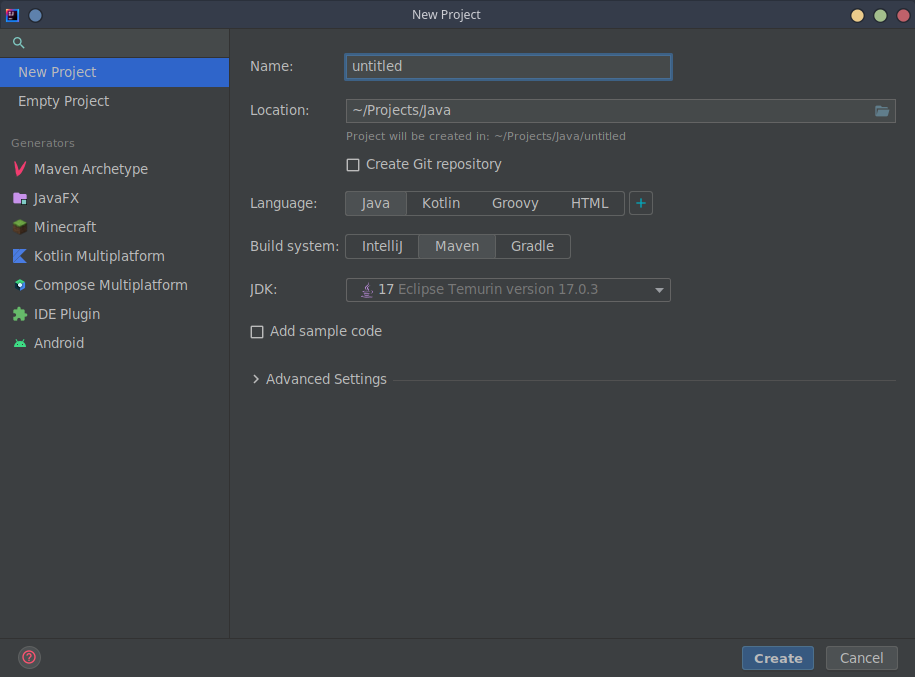 New Project
New Project
Empty Project
Generators
Maven Archetype
JavaFX
Minecraft
Kotlin Multiplatform
Compose Multiplatform
IDE Plugin
Android
Name: untitled
Location: ~/Projects/Java
Project will be created in: ~/Projects/Java/untitled
Create Git repository
Language: Java Kotlin Groovy HTML +
Build system: IntelliJ Maven Gradle
JDK: 17 Eclipse Temurin version 17.0.3
Add sample code
Advanced Settings
? Create Cancel